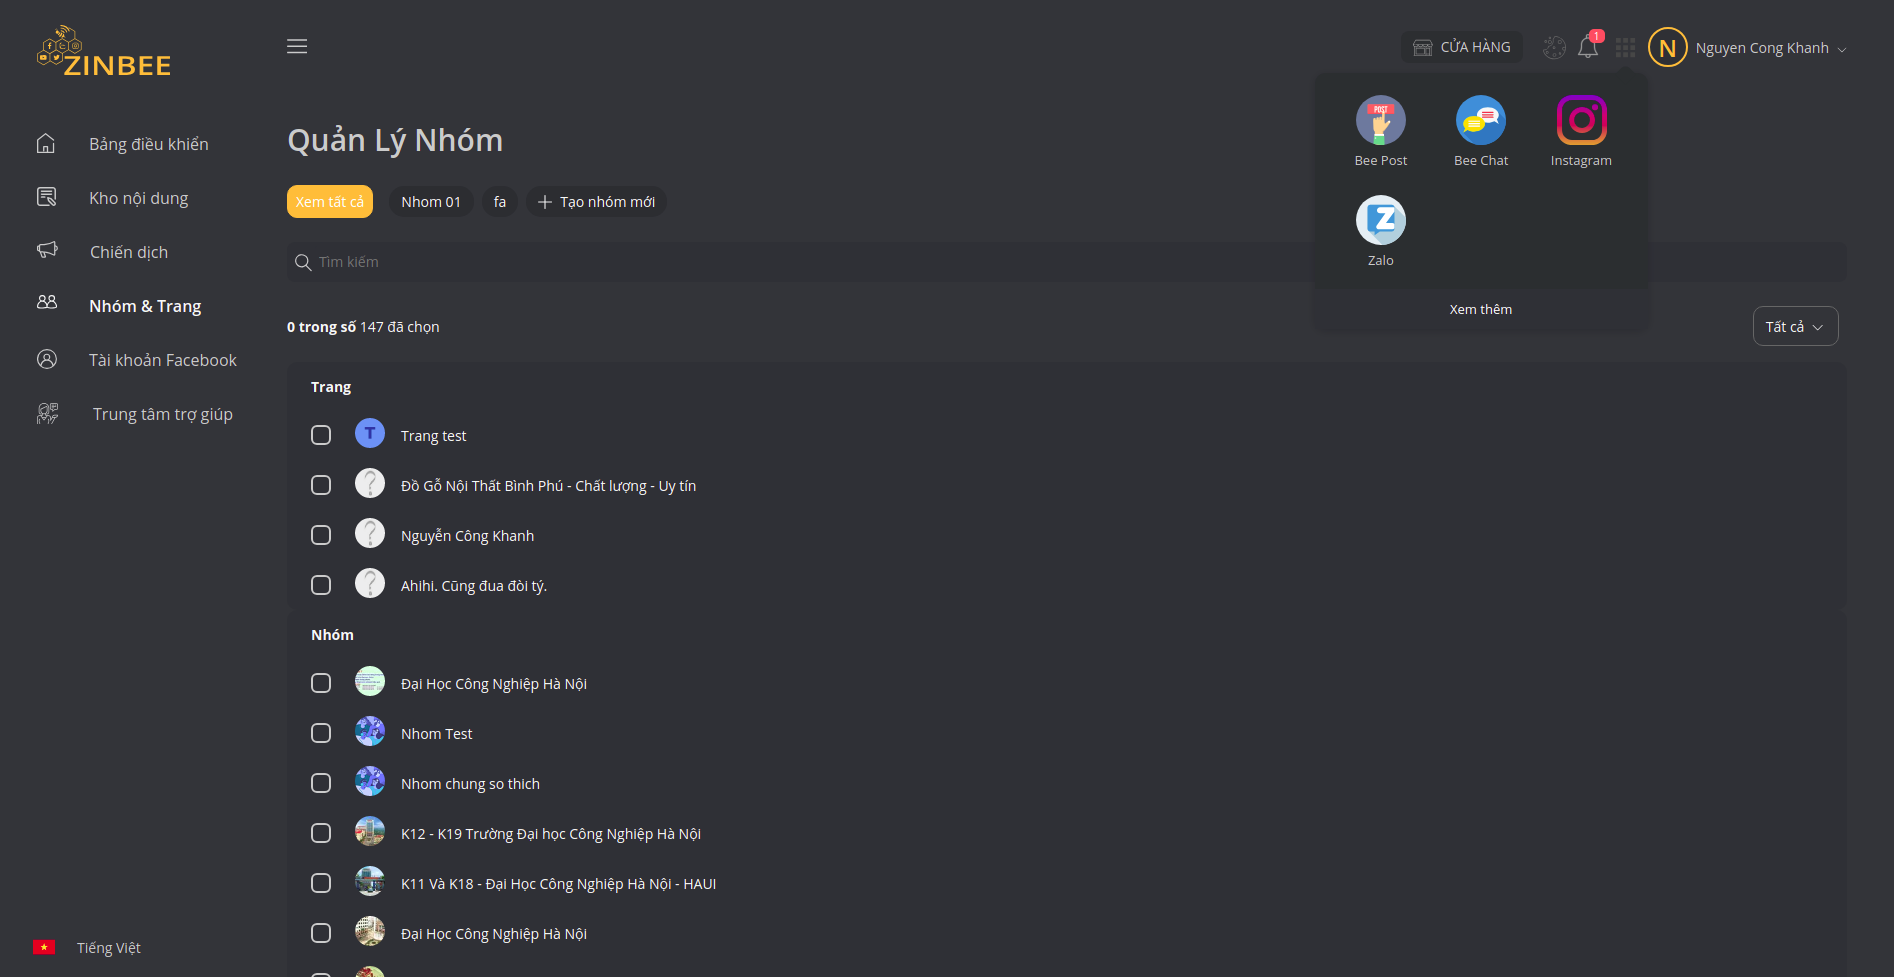 ZINBEE
CỬA HÀNG
1
N
Nguyen Cong Khanh
POST
Bee Post
Bee Chat
Instagram
Z
Zalo
Xem thêm
Bảng điều khiển
Kho nội dung
Chiến dịch
Nhóm & Trang
Tài khoản Facebook
Trung tâm trợ giúp
Tiếng Việt
Quản Lý Nhóm
Xem tất cả
Nhom 01
fa
Tạo nhóm mới
Tìm kiếm
0 trong số 147 đã chọn
Tất cả
Trang
T
Trang test
Đồ Gỗ Nội Thất Bình Phú - Chất lượng - Uy tín
Nguyễn Công Khanh
Ahihi. Cũng đua đòi tý.
Nhóm
Đại Học Công Nghiệp Hà Nội
Nhom Test
Nhom chung so thich
K12 - K19 Trường Đại học Công Nghiệp Hà Nội
K11 Và K18 - Đại Học Công Nghiệp Hà Nội - HAUI
Đại Học Công Nghiệp Hà Nội